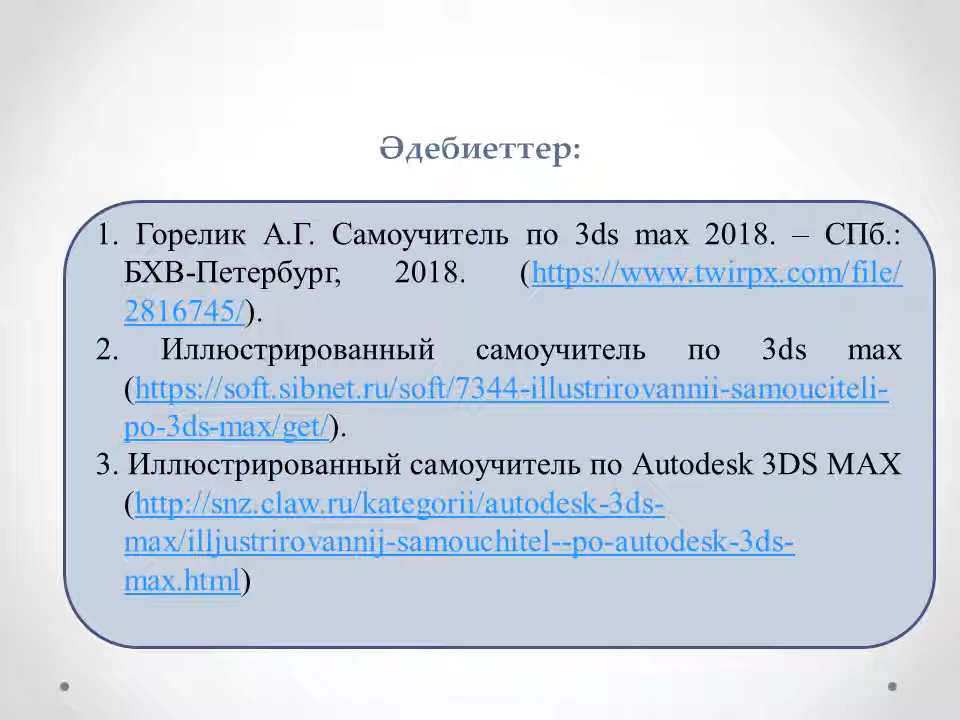 Әдебиеттер:
1. Горелик А.Г. Самоучитель по 3ds max 2018. – СПб.:
БХВ-Петербург, 2018. (https://www.twirpx.com/file/
2816745/).
2. Иллюстрированный самоучитель по 3ds max
(https://soft.sibnet.ru/soft/7344-illustrirovannii-samouciteli-
po-3ds-max/get/).
3. Иллюстрированный самоучитель по Autodesk 3DS MAX
(http://snz.claw.ru/kategorii/autodesk-3ds-
max/illjustrirovannij-samouchitel--po-autodesk-3ds-
max.html)